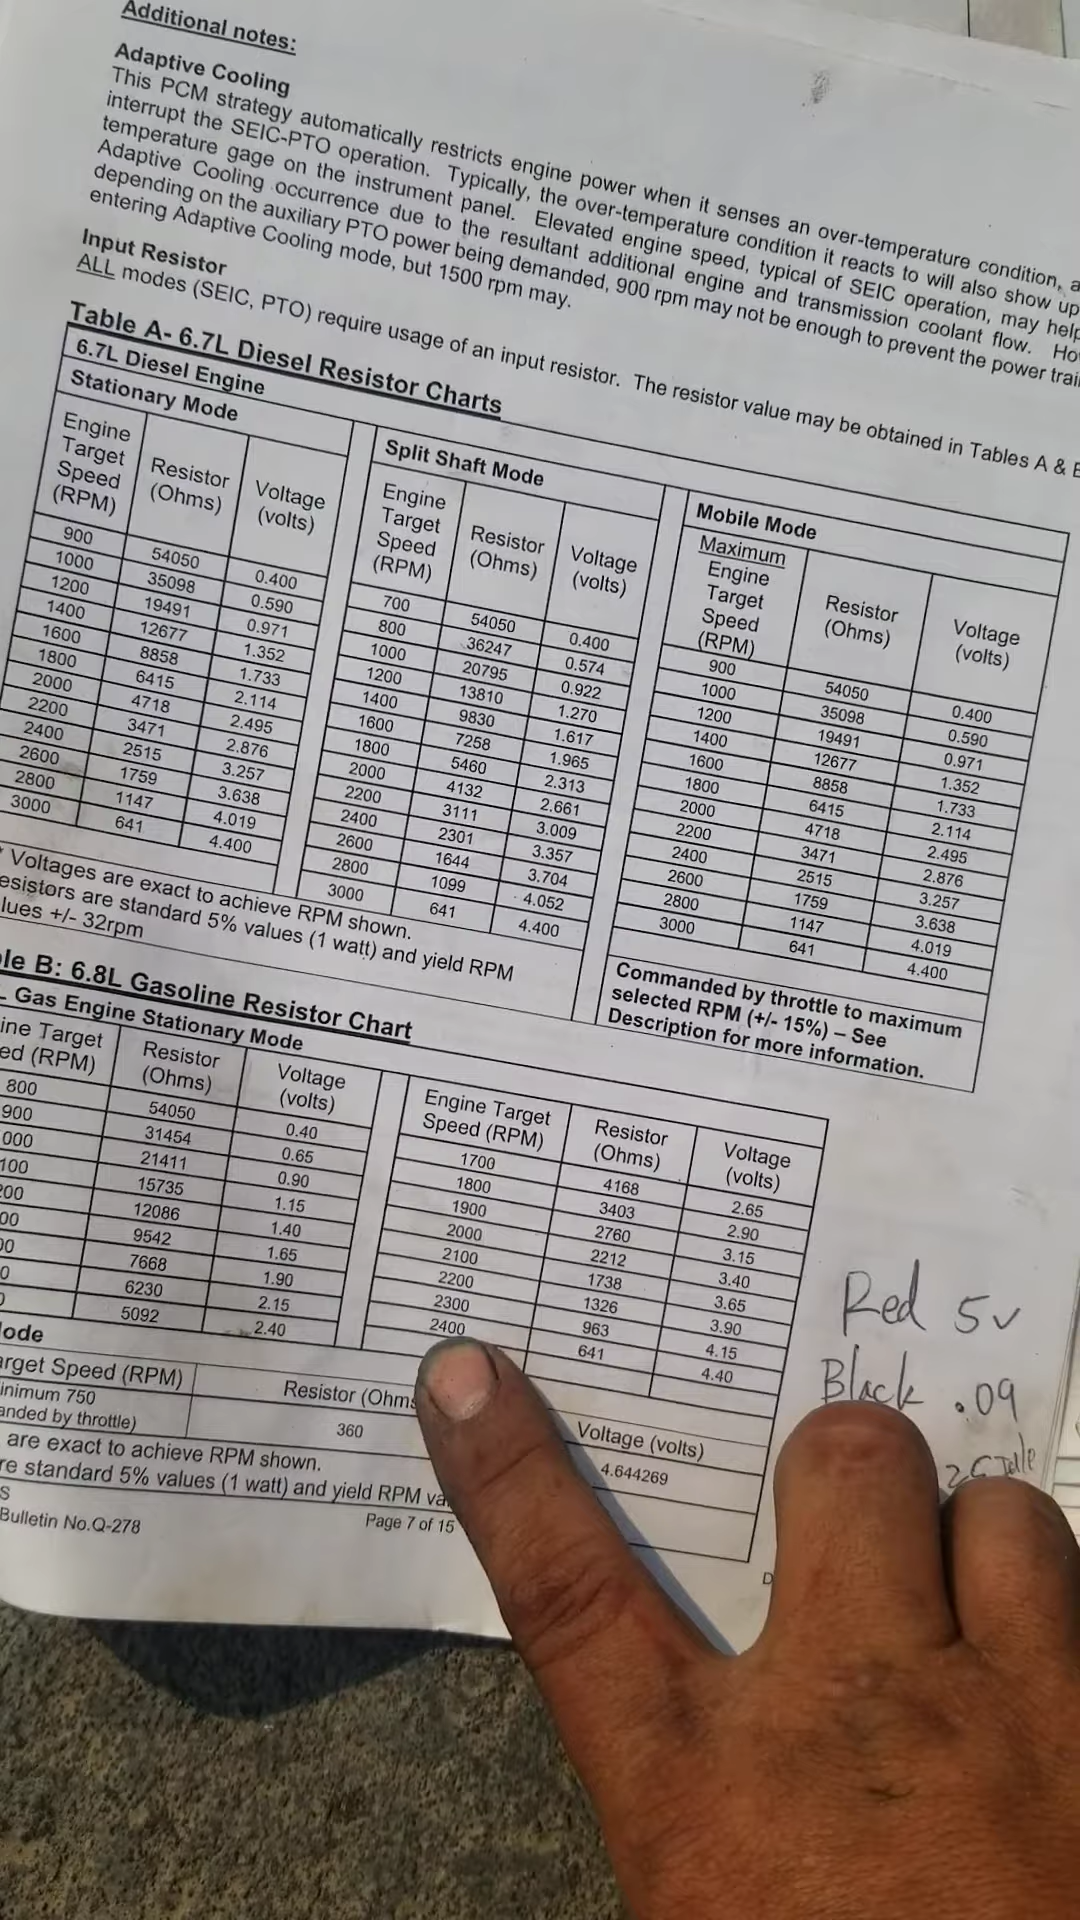 Additional notes:
Adaptive Cooling
This PCM strategy automatically restricts engine power when it senses an over-temperature condition, a
interrupt the SEIC-PTO operation. Typically, the over-temperature condition it reacts to will also show up
temperature gage on the instrument panel. Elevated engine speed, typical of SEIC operation, may help
Adaptive Cooling occurrence due to the resultant additional engine and transmission coolant flow. Ho
depending on the auxiliary PTO power being demanded, 900 rpm may not be enough to prevent the power trai
entering Adaptive Cooling mode, but 1500 rpm may.
Input Resistor
ALL modes (SEIC, PTO) require usage of an input resistor. The resistor value may be obtained in Tables A & B
Table A- 6.7L Diesel Resistor Charts
6.7L Diesel Engine
Stationary Mode
Engine Target Speed (RPM) Resistor (Ohms) Voltage (volts)
900 54050 0.400
1000 35098 0.590
1200 19491 0.971
1400 12677 1.352
1600 8858 1.733
1800 6415 2.114
2000 4718 2.495
2200 3471 2.876
2400 2515 3.257
2600 1759 3.638
2800 1147 4.019
3000 641 4.400
Split Shaft Mode
Engine Target Speed (RPM) Resistor (Ohms) Voltage (volts)
700 54050 0.400
800 36247 0.574
1000 20795 0.922
1200 13810 1.270
1400 9830 1.617
1600 7258 1.965
1800 5460 2.313
2000 4132 2.661
2200 3111 3.009
2400 2301 3.357
2600 1644 3.704
2800 1099 4.052
3000 641 4.400
Mobile Mode
Maximum Engine Target Speed (RPM) Resistor (Ohms) Voltage (volts)
900 54050 0.400
1000 35098 0.590
1200 19491 0.971
1400 12677 1.352
1600 8858 1.733
1800 6415 2.114
2000 4718 2.495
2200 3471 2.876
2400 2515 3.257
2600 1759 3.638
2800 1147 4.019
3000 641 4.400
Commanded by throttle to maximum
selected RPM (+/- 15%) – See
Description for more information.
* Voltages are exact to achieve RPM shown.
esistors are standard 5% values (1 watt) and yield RPM
lues +/- 32rpm
le B: 6.8L Gasoline Resistor Chart
L Gas Engine Stationary Mode
ine Target ed (RPM) Resistor (Ohms) Voltage (volts)
800 54050 0.40
900 31454 0.65
000 21411 0.90
100 15735 1.15
200 12086 1.40
00 9542 1.65
00 7668 1.90
0 6230 2.15
0 5092 2.40
Engine Target Speed (RPM) Resistor (Ohms) Voltage (volts)
1700 4168 2.65
1800 3403 2.90
1900 2760 3.15
2000 2212 3.40
2100 1738 3.65
2200 1326 3.90
2300 963 4.15
2400 641 4.40
lode
arget Speed (RPM) Resistor (Ohms Voltage (volts)
inimum 750
anded by throttle) 360 4.644269
are exact to achieve RPM shown.
re standard 5% values (1 watt) and yield RPM va
S
Bulletin No.Q-278
Page 7 of 15
D
Red 5v
Black .09
Idle